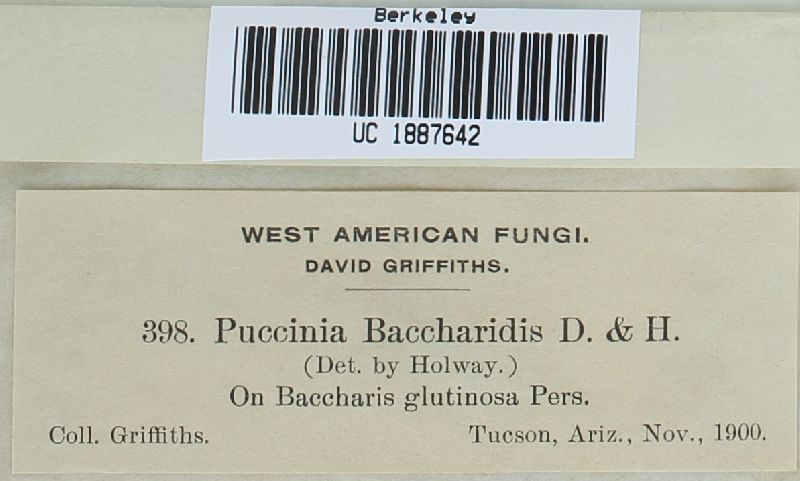 Berkeley
UC 1887642
WEST AMERICAN FUNGI.
DAVID GRIFFITHS.
398. Puccinia Baccharidis D. & H.
(Det. by Holway.)
On Baccharis glutinosa Pers.
Coll. Griffiths. Tucson, Ariz., Nov., 1900.